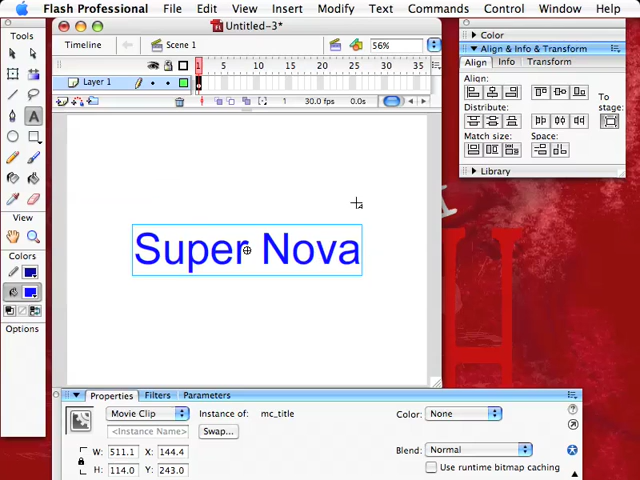 Flash Professional File Edit View Insert Modify Text Commands Control Window Help
Untitled-3*
Tools
Timeline Scene 1 56%
1 5 10 15 20 25 30 35
Layer 1
1 30.0 fps 0.0s
Color
Align & Info & Transform
Align Info Transform
Align:
To
stage:
Distribute:
Match size: Space:
Library
A
View
Colors
Options
Super Nova
Properties Filters Parameters
Movie Clip Instance of: mc_title Color: None
<Instance Name> Swap...
W: 511.1 X: 144.4 Blend: Normal
H: 114.0 Y: 243.0 Use runtime bitmap caching